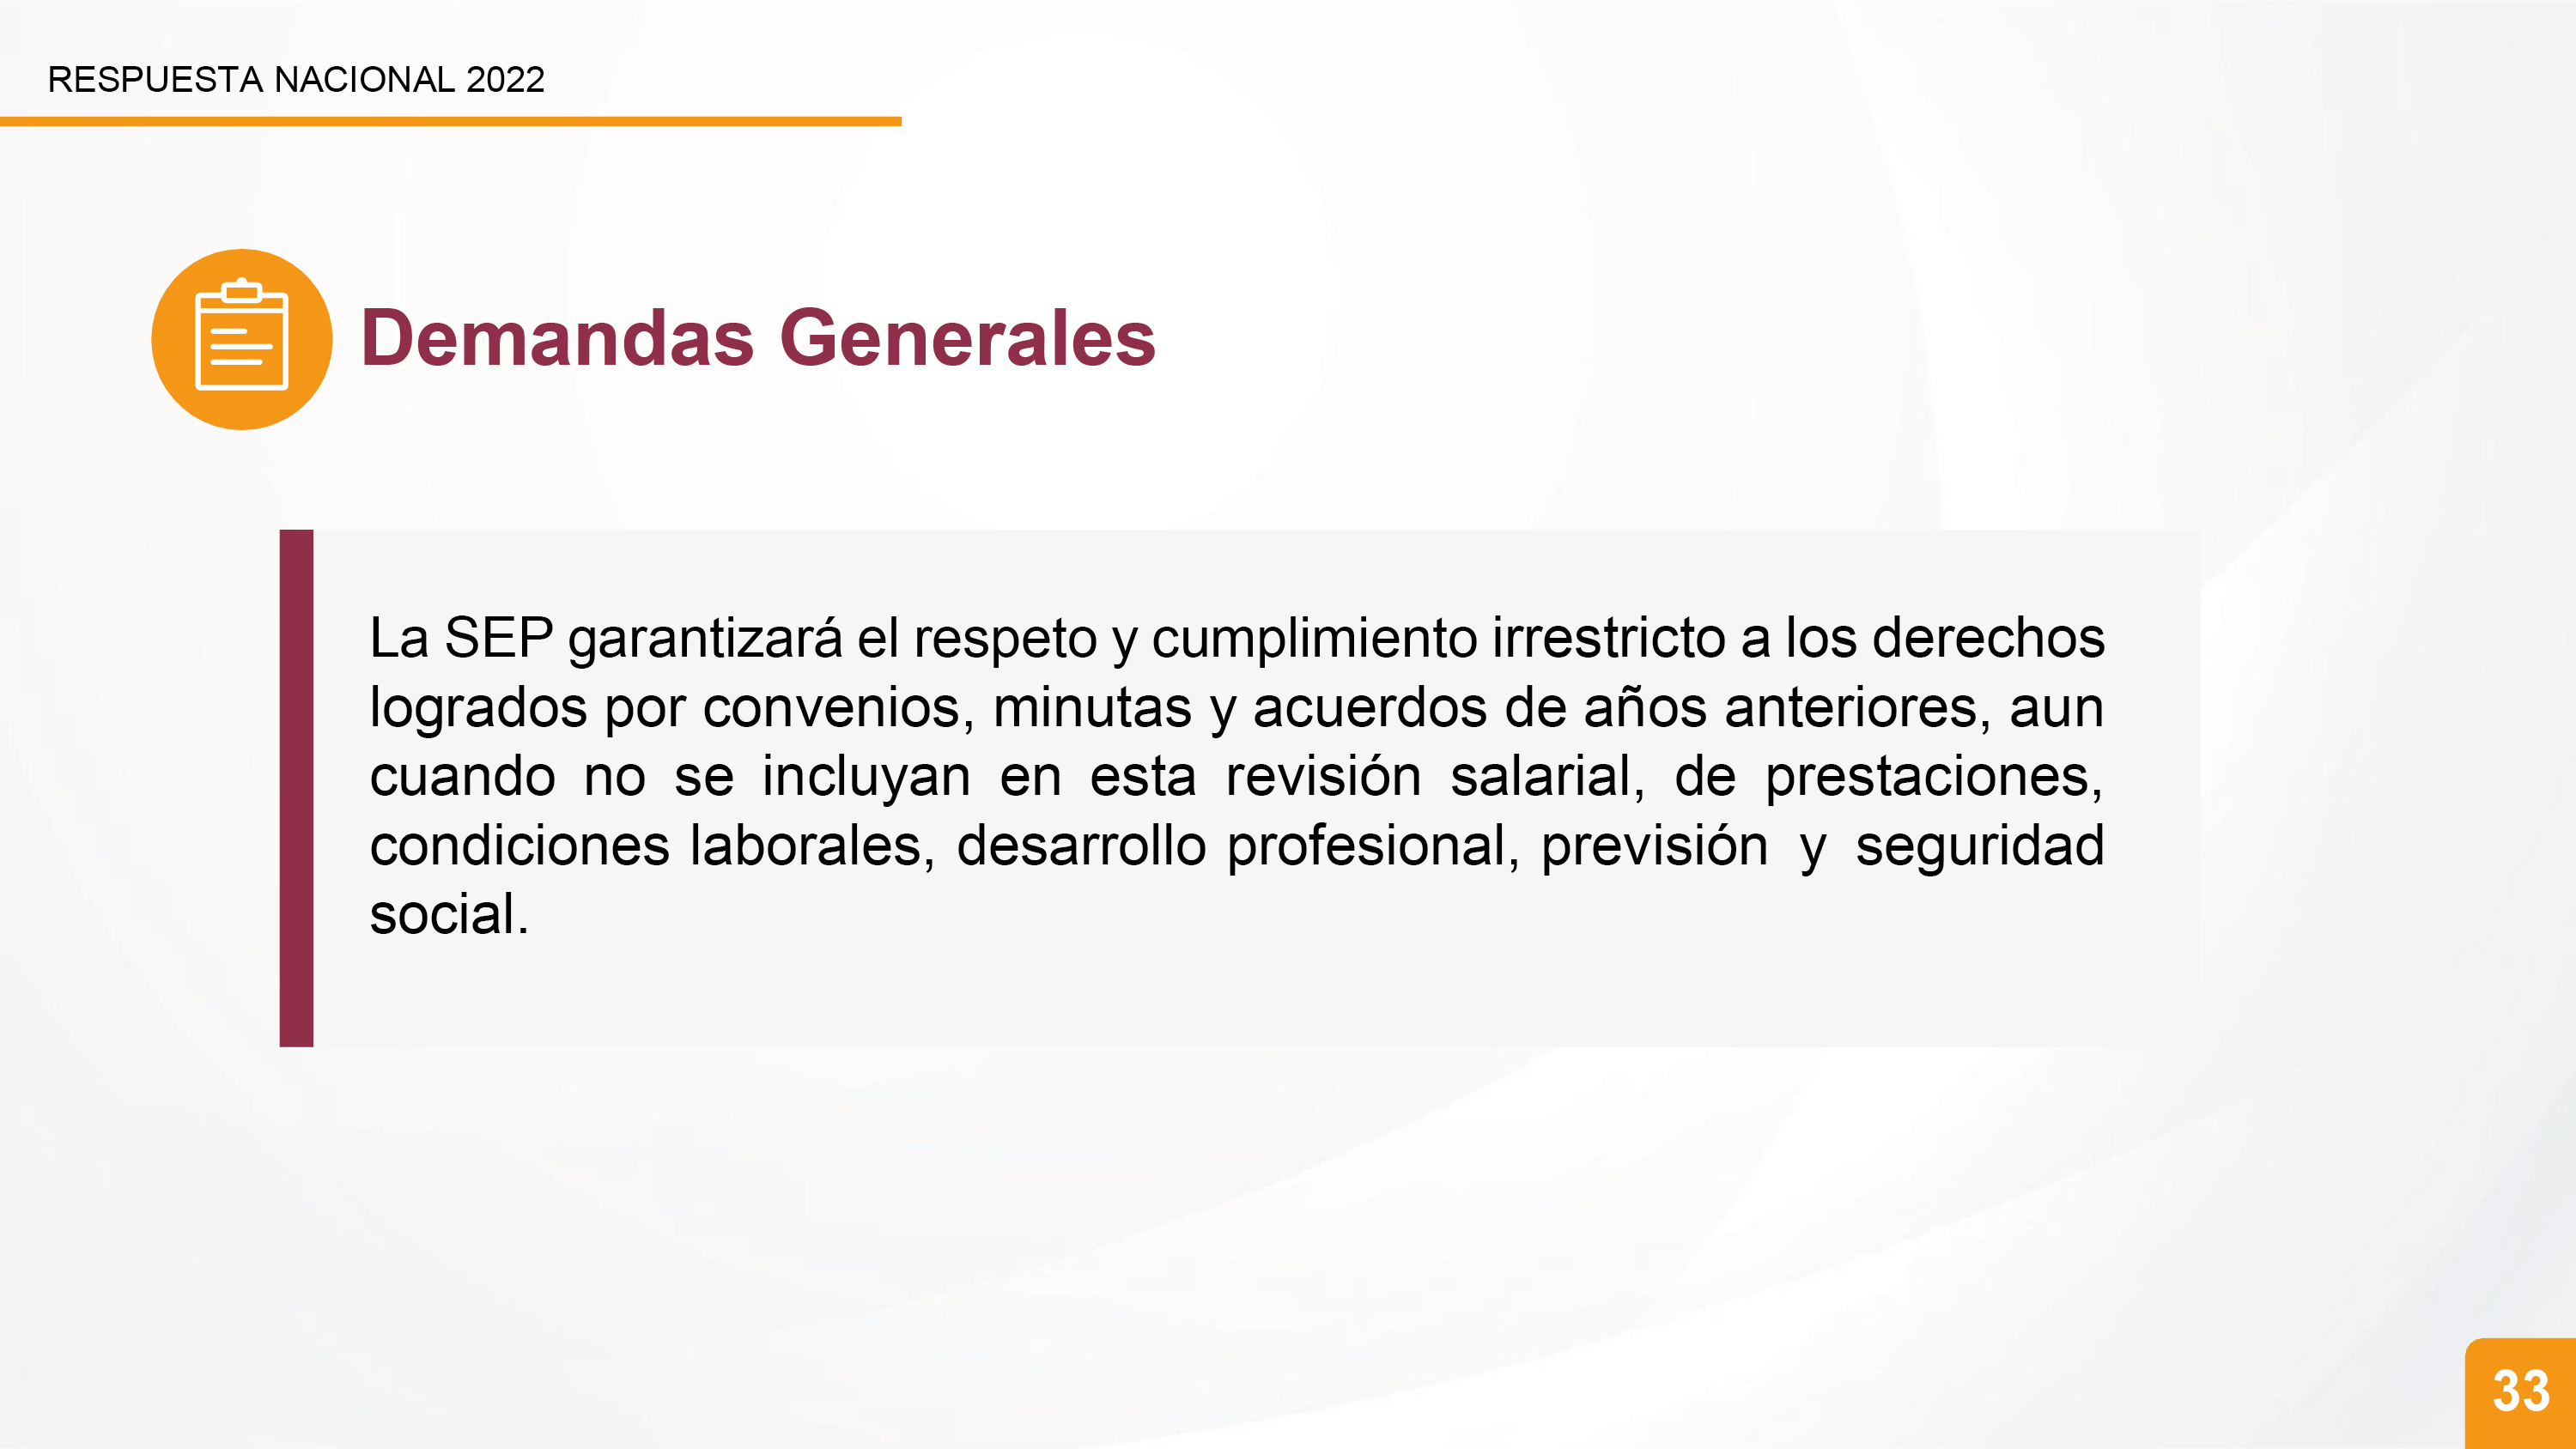 RESPUESTA NACIONAL 2022
Demandas Generales
La SEP garantizará el respeto y cumplimiento irrestricto a los derechos
logrados por convenios, minutas y acuerdos de años anteriores, aun
cuando no se incluyan en esta revisión salarial, de prestaciones,
condiciones laborales, desarrollo profesional, previsión y seguridad
social.
33